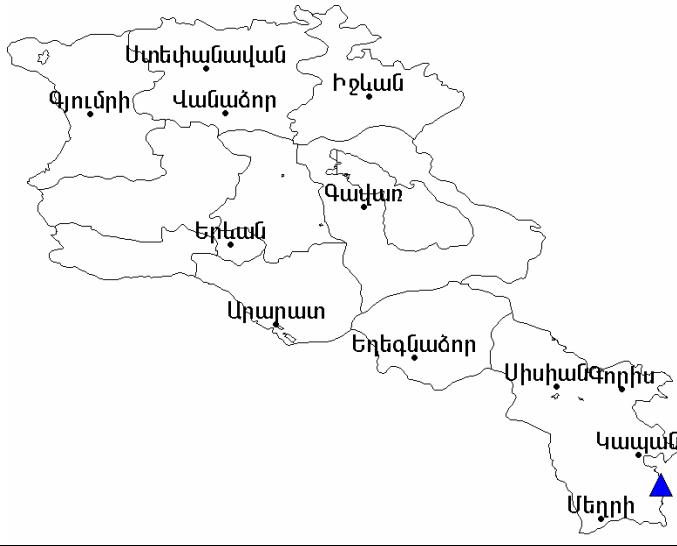 Ստեփանավան
Իջևան
Գյումրի
Վանաձոր
Գավառ
Երևան
Արարատ
Եղեգնաձոր
Սիսիան
Գորիս
Կապան
Մեղրի